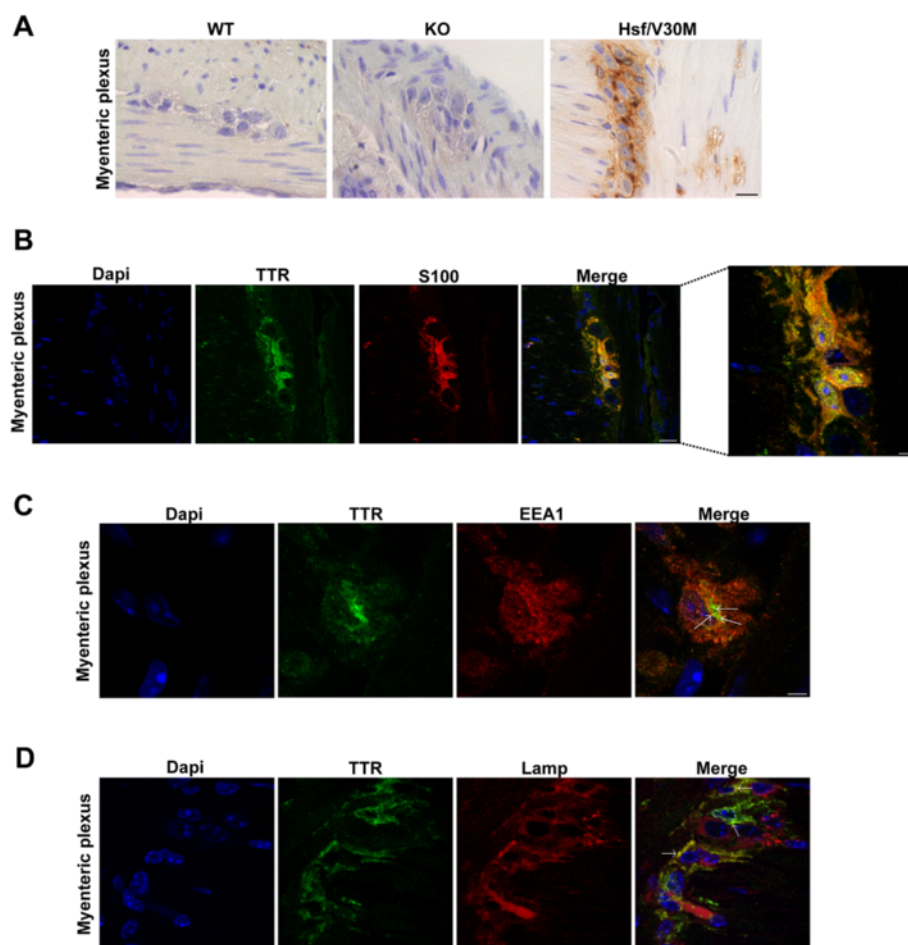 A
WT KO Hsf/V30M
Myenteric plexus
B
Dapi TTR S100 Merge
Myenteric plexus
C
Dapi TTR EEA1 Merge
Myenteric plexus
D
Dapi TTR Lamp Merge
Myenteric plexus